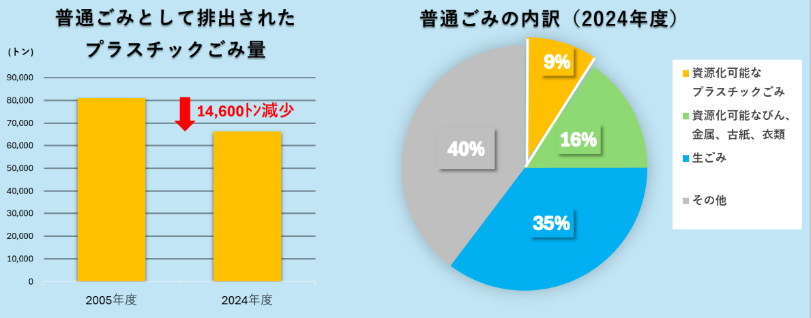 普通ごみとして排出された
プラスチックごみ量
(トン)
90,000
80,000
70,000
60,000
50,000
40,000
30,000
20,000
10,000
0
14,600トン減少
2005年度
2024年度
普通ごみの内訳（2024年度）
9%
16%
35%
40%
資源化可能な
プラスチックごみ
資源化可能なびん、
金属、古紙、衣類
生ごみ
その他